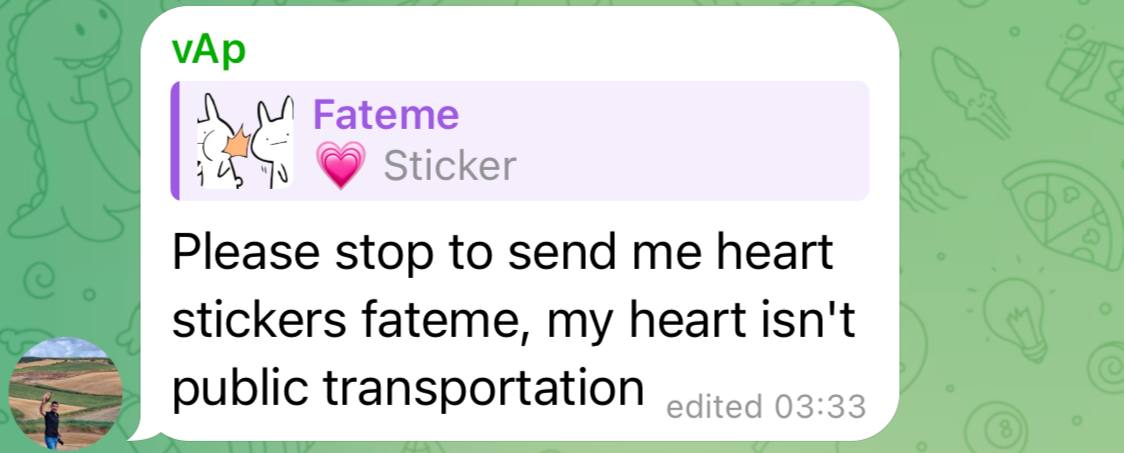 vAp
Fateme
💗 Sticker
Please stop to send me heart
stickers fateme, my heart isn't
public transportation
edited 03:33